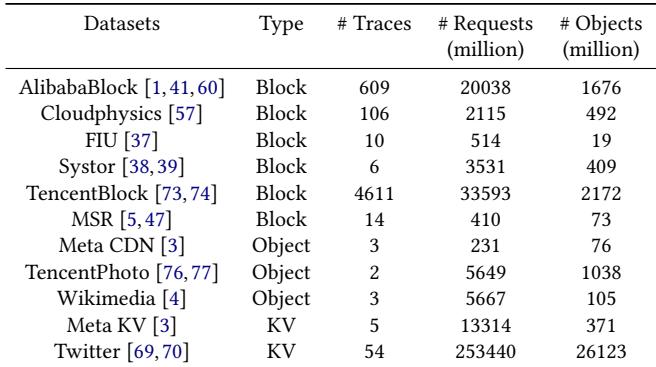 Datasets Type # Traces # Requests # Objects
(million) (million)
AlibabaBlock [1, 41, 60] Block 609 20038 1676
Cloudphysics [57] Block 106 2115 492
FIU [37] Block 10 514 19
Systor [38, 39] Block 6 3531 409
TencentBlock [73, 74] Block 4611 33593 2172
MSR [5, 47] Block 14 410 73
Meta CDN [3] Object 3 231 76
TencentPhoto [76, 77] Object 2 5649 1038
Wikimedia [4] Object 3 5667 105
Meta KV [3] KV 5 13314 371
Twitter [69, 70] KV 54 253440 26123